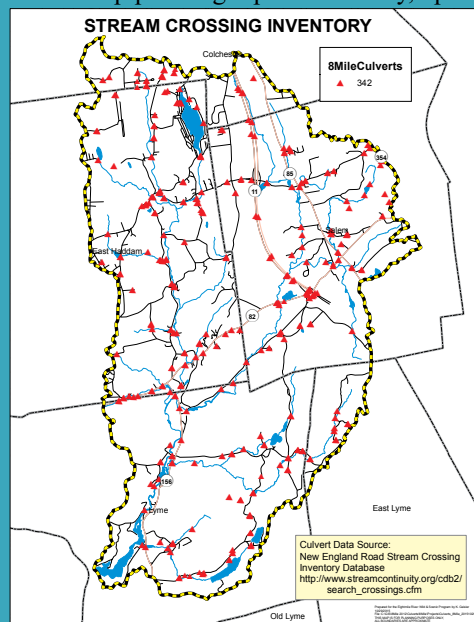 STREAM CROSSING INVENTORY
Colchester
8MileCulverts
342
85
354
11
Salem
East Haddam
82
156
Lyme
East Lyme
Culvert Data Source:
New England Road Stream Crossing
Inventory Database
http://www.streamcontinuity.org/cdb2/
search_crossings.cfm
Old Lyme